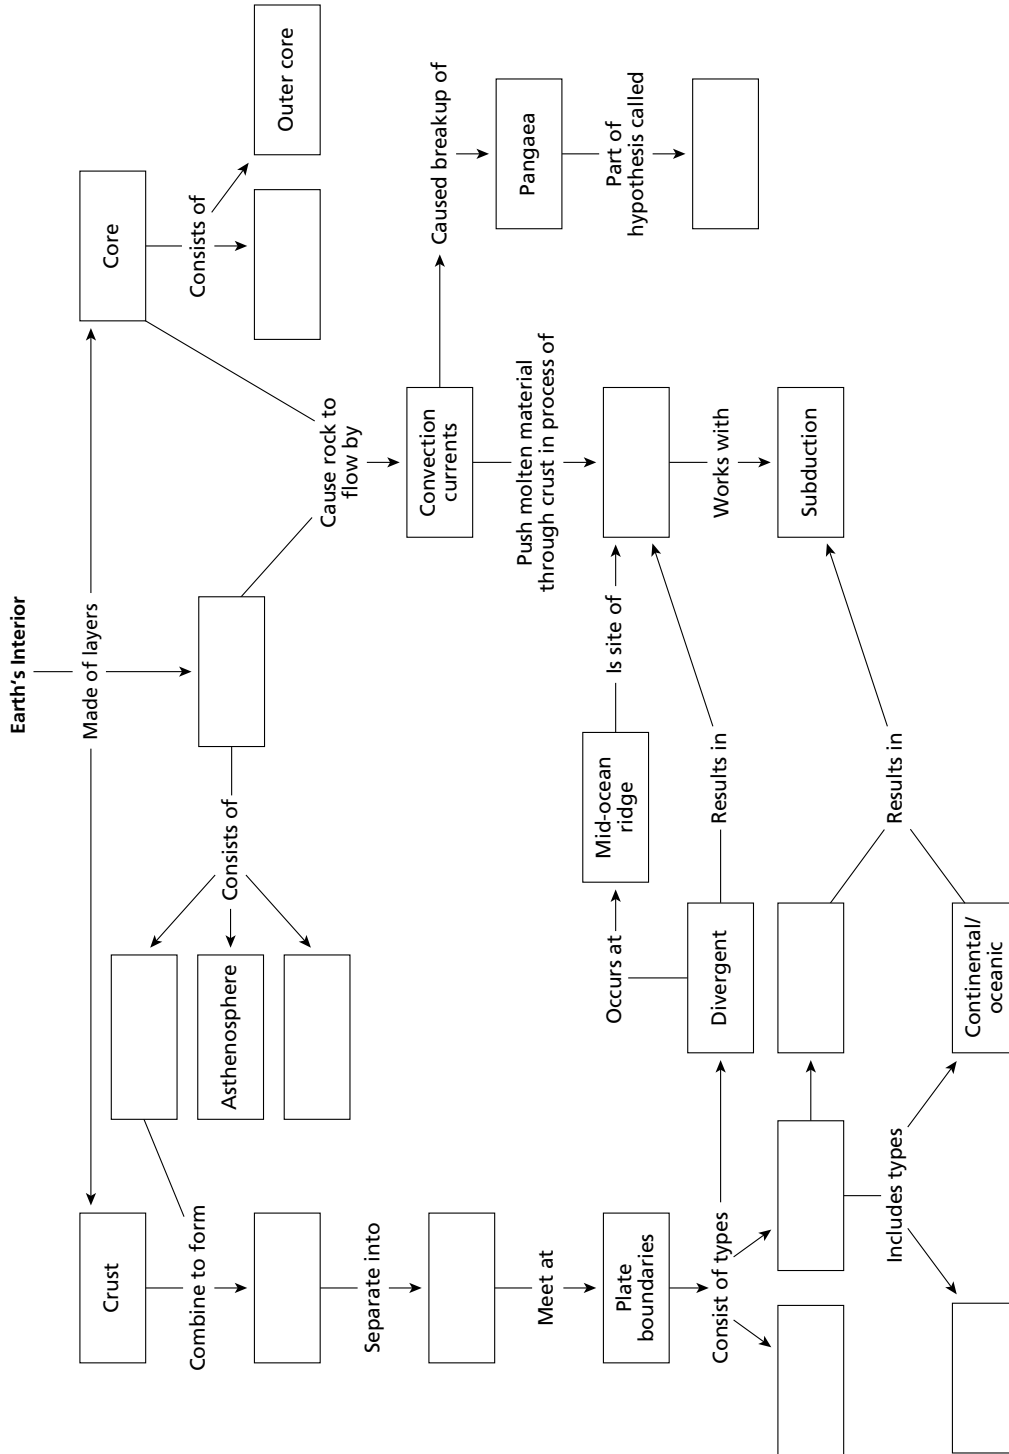 Earth's Interior
Made of layers
Crust
Core
Consists of
Consists of
Outer core
Combine to form
Asthenosphere
Cause rock to
flow by
Separate into
Convection
currents
Caused breakup of
Pangaea
Part of
hypothesis called
Push molten material
through crust in process of
Meet at
Plate
boundaries
Occurs at
Mid-ocean
ridge
Is site of
Works with
Consist of types
Divergent
Results in
Subduction
Includes types
Results in
Continental/
oceanic